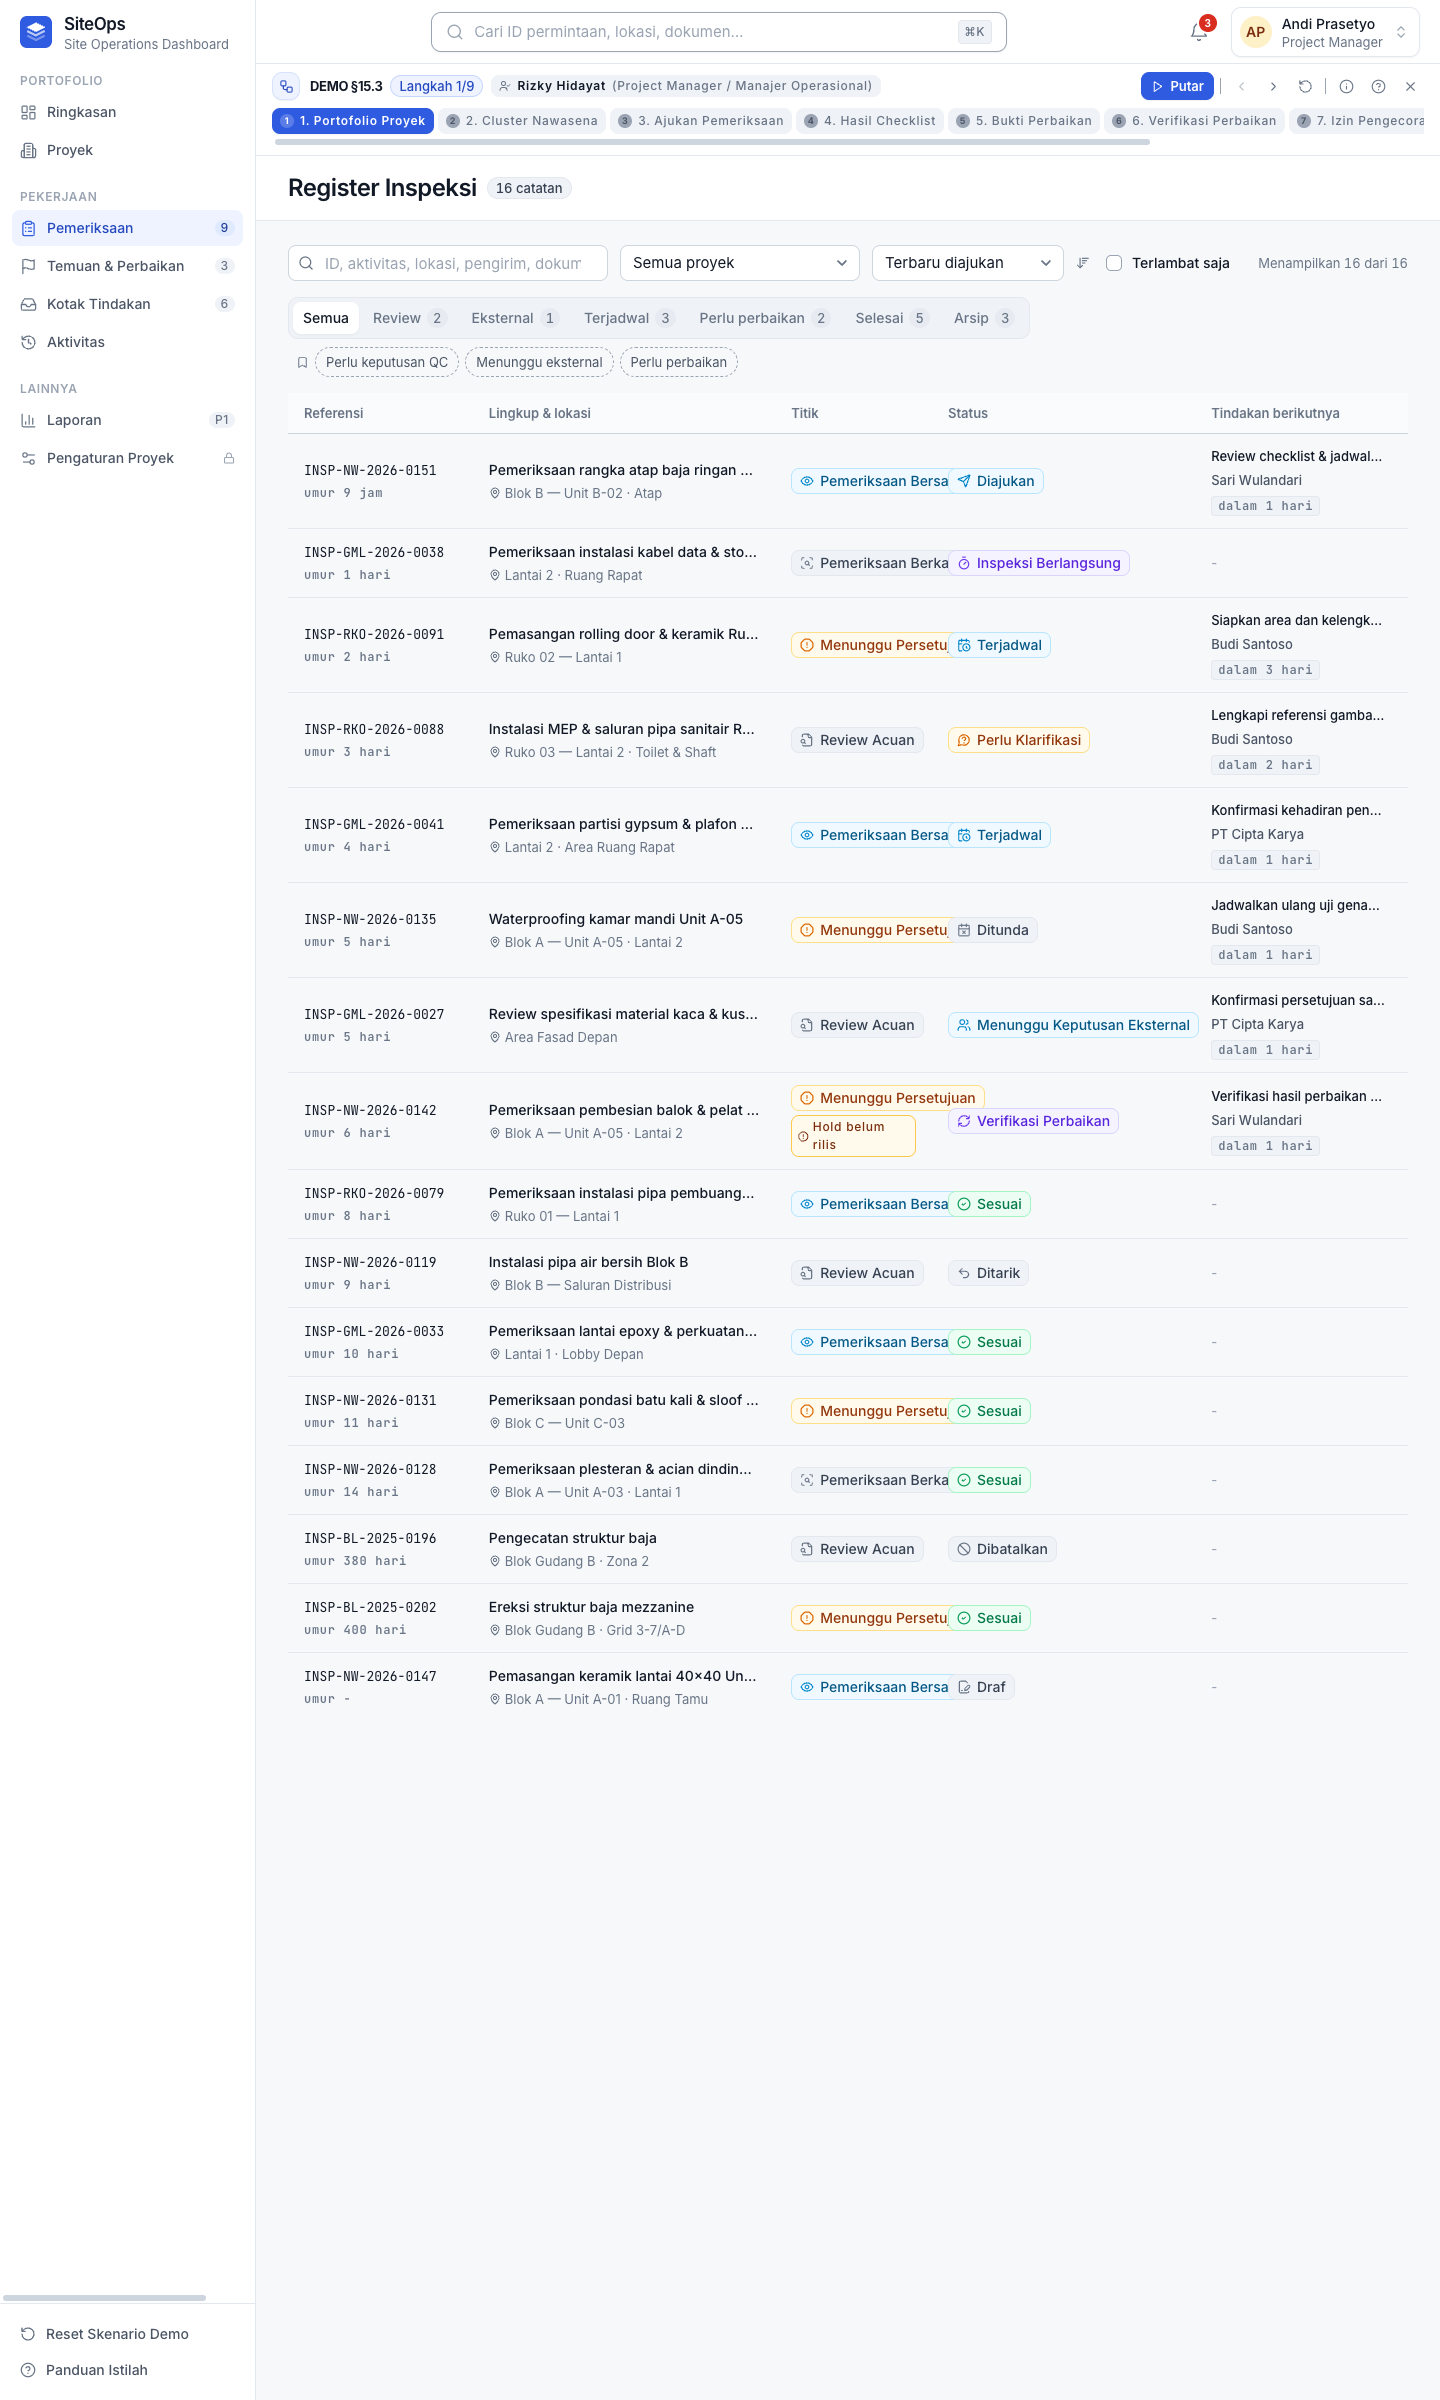 SiteOps
Site Operations Dashboard
Cari ID permintaan, lokasi, dokumen...
⌘K
3
AP
Andi Prasetyo
Project Manager
PORTOFOLIO
Ringkasan
Proyek
PEKERJAAN
Pemeriksaan 9
Temuan & Perbaikan 3
Kotak Tindakan 6
Aktivitas
LAINNYA
Laporan P1
Pengaturan Proyek
DEMO §15.3
Langkah 1/9
Rizky Hidayat (Project Manager / Manajer Operasional)
Putar
1 1. Portofolio Proyek
2 2. Cluster Nawasena
3 3. Ajukan Pemeriksaan
4 4. Hasil Checklist
5 5. Bukti Perbaikan
6 6. Verifikasi Perbaikan
7 7. Izin Pengecora
Register Inspeksi
16 catatan
ID, aktivitas, lokasi, pengirim, dokum
Semua proyek
Terbaru diajukan
Terlambat saja
Menampilkan 16 dari 16
Semua
Review 2
Eksternal 1
Terjadwal 3
Perlu perbaikan 2
Selesai 5
Arsip 3
Perlu keputusan QC
Menunggu eksternal
Perlu perbaikan
Referensi Lingkup & lokasi Titik Status Tindakan berikutnya
INSP-NW-2026-0151
umur 9 jam
Pemeriksaan rangka atap baja ringan ...
Blok B — Unit B-02 · Atap
Pemeriksaan Bersa
Diajukan
Review checklist & jadwal...
Sari Wulandari
dalam 1 hari
INSP-GML-2026-0038
umur 1 hari
Pemeriksaan instalasi kabel data & sto...
Lantai 2 · Ruang Rapat
Pemeriksaan Berka
Inspeksi Berlangsung
-
INSP-RKO-2026-0091
umur 2 hari
Pemasangan rolling door & keramik Ru...
Ruko 02 — Lantai 1
Menunggu Persetuj
Terjadwal
Siapkan area dan kelengk...
Budi Santoso
dalam 3 hari
INSP-RKO-2026-0088
umur 3 hari
Instalasi MEP & saluran pipa sanitair R...
Ruko 03 — Lantai 2 · Toilet & Shaft
Review Acuan
Perlu Klarifikasi
Lengkapi referensi gamba...
Budi Santoso
dalam 2 hari
INSP-GML-2026-0041
umur 4 hari
Pemeriksaan partisi gypsum & plafon ...
Lantai 2 · Area Ruang Rapat
Pemeriksaan Bersa
Terjadwal
Konfirmasi kehadiran pen...
PT Cipta Karya
dalam 1 hari
INSP-NW-2026-0135
umur 5 hari
Waterproofing kamar mandi Unit A-05
Blok A — Unit A-05 · Lantai 2
Menunggu Persetuj
Ditunda
Jadwalkan ulang uji gena...
Budi Santoso
dalam 1 hari
INSP-GML-2026-0027
umur 5 hari
Review spesifikasi material kaca & kus...
Area Fasad Depan
Review Acuan
Menunggu Keputusan Eksternal
Konfirmasi persetujuan sa...
PT Cipta Karya
dalam 1 hari
INSP-NW-2026-0142
umur 6 hari
Pemeriksaan pembesian balok & pelat ...
Blok A — Unit A-05 · Lantai 2
Menunggu Persetujuan
Hold belum
rilis
Verifikasi Perbaikan
Verifikasi hasil perbaikan ...
Sari Wulandari
dalam 1 hari
INSP-RKO-2026-0079
umur 8 hari
Pemeriksaan instalasi pipa pembuang...
Ruko 01 — Lantai 1
Pemeriksaan Bersa
Sesuai
-
INSP-NW-2026-0119
umur 9 hari
Instalasi pipa air bersih Blok B
Blok B — Saluran Distribusi
Review Acuan
Ditarik
-
INSP-GML-2026-0033
umur 10 hari
Pemeriksaan lantai epoxy & perkuatan...
Lantai 1 · Lobby Depan
Pemeriksaan Bersa
Sesuai
-
INSP-NW-2026-0131
umur 11 hari
Pemeriksaan pondasi batu kali & sloof ...
Blok C — Unit C-03
Menunggu Persetuj
Sesuai
-
INSP-NW-2026-0128
umur 14 hari
Pemeriksaan plesteran & acian dindin...
Blok A — Unit A-03 · Lantai 1
Pemeriksaan Berka
Sesuai
-
INSP-BL-2025-0196
umur 380 hari
Pengecatan struktur baja
Blok Gudang B · Zona 2
Review Acuan
Dibatalkan
-
INSP-BL-2025-0202
umur 400 hari
Ereksi struktur baja mezzanine
Blok Gudang B · Grid 3-7/A-D
Menunggu Persetuj
Sesuai
-
INSP-NW-2026-0147
umur -
Pemasangan keramik lantai 40×40 Un...
Blok A — Unit A-01 · Ruang Tamu
Pemeriksaan Bersa
Draf
-
Reset Skenario Demo
Panduan Istilah